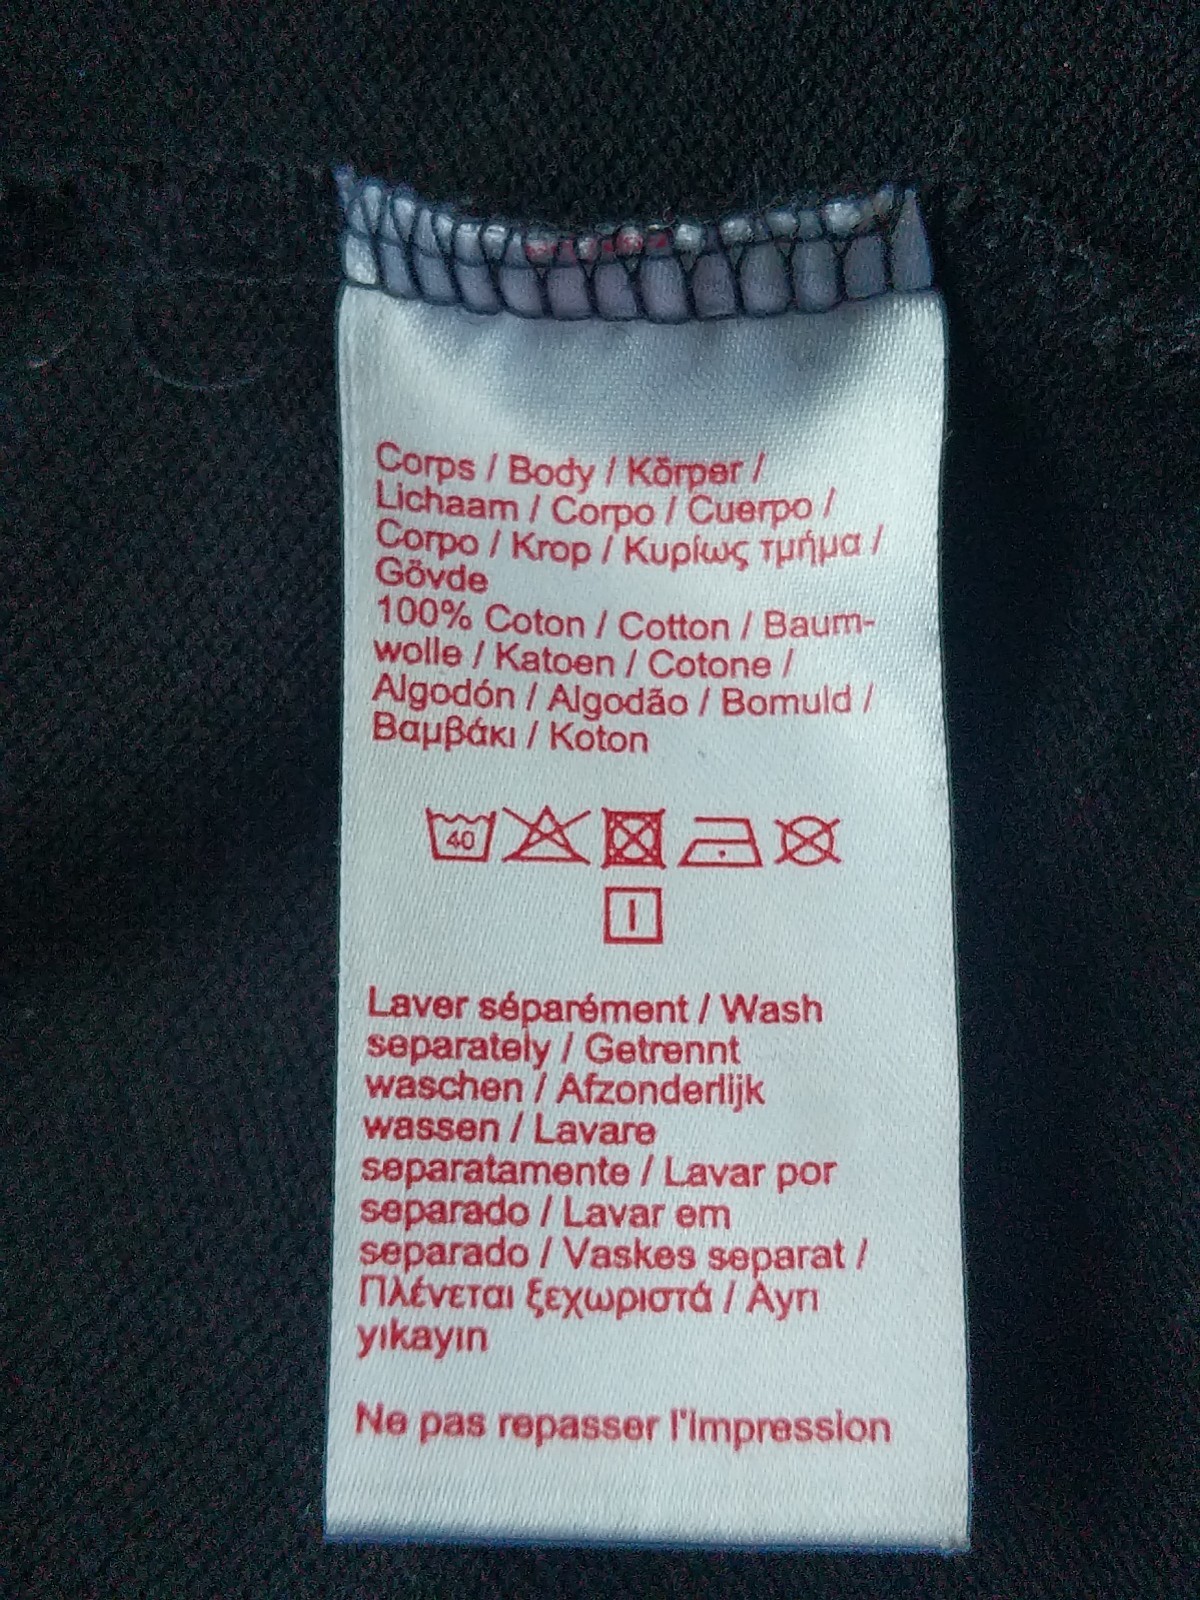 Corps / Body / Körper /
Lichaam / Corpo / Cuerpo /
Corpo / Krop / Κυρίως τμήμα /
Gövde
100% Coton / Cotton / Baum-
wolle / Katoen / Cotone /
Algodón / Algodão / Bomuld /
Βαμβάκι / Koton
40
I
Laver séparément / Wash
separately / Getrennt
waschen / Afzonderlijk
wassen / Lavare
separatamente / Lavar por
separado / Lavar em
separado / Vaskes separat /
Πλένεται ξεχωριστά / Ayrı
yıkayın
Ne pas repasser l'impression